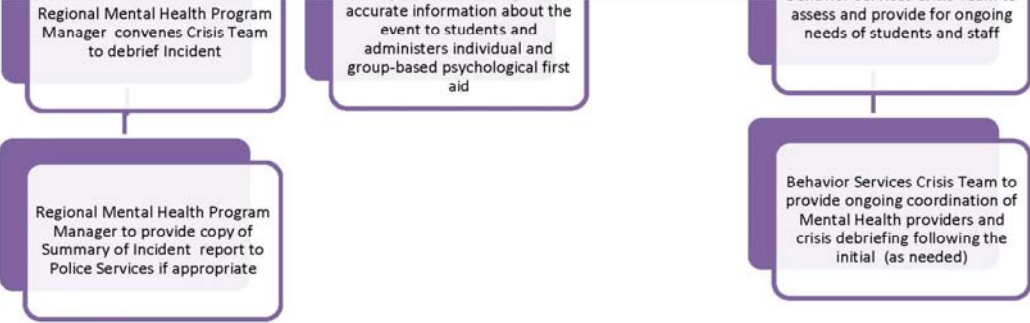 Regional Mental Health Program
Manager convenes Crisis Team
to debrief Incident
Regional Mental Health Program
Manager to provide copy of
Summary of Incident report to
Police Services if appropriate
accurate information about the
event to students and
administers individual and
group-based psychological first
aid
assess and provide for ongoing
needs of students and staff
Behavior Services Crisis Team to
provide ongoing coordination of
Mental Health providers and
crisis debriefing following the
initial (as needed)